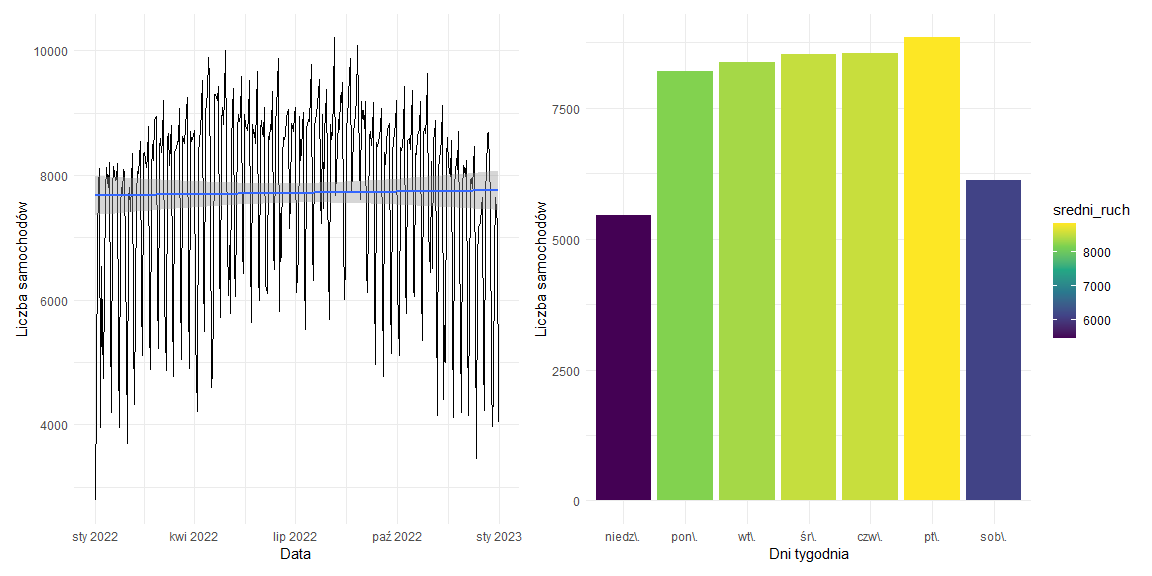 Liczba samochodów
10000
8000
6000
4000
sty 2022
kwi 2022
lip 2022
paź 2022
sty 2023
Data
Liczba samochodów
7500
5000
2500
0
niedz\.
pon\.
wt\.
śr\.
czw\.
pt\.
sob\.
Dni tygodnia
sredni_ruch
8000
7000
6000